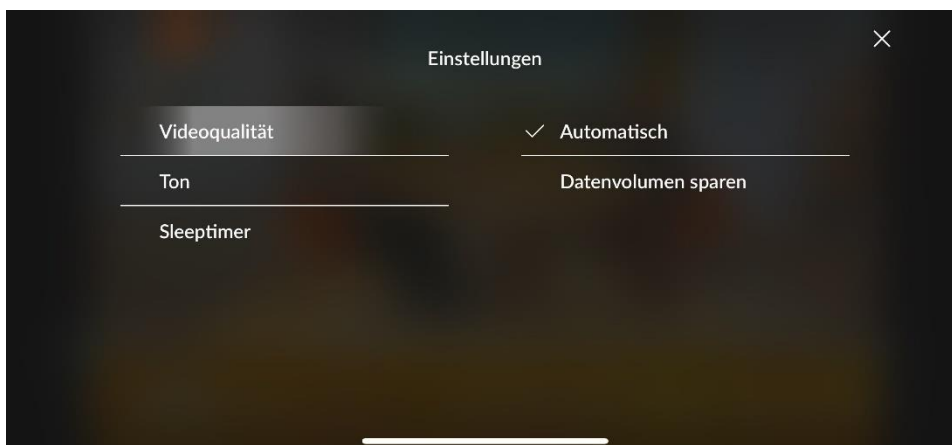 Einstellungen
Videoqualität
Ton
Sleeptimer
Automatisch
Datenvolumen sparen